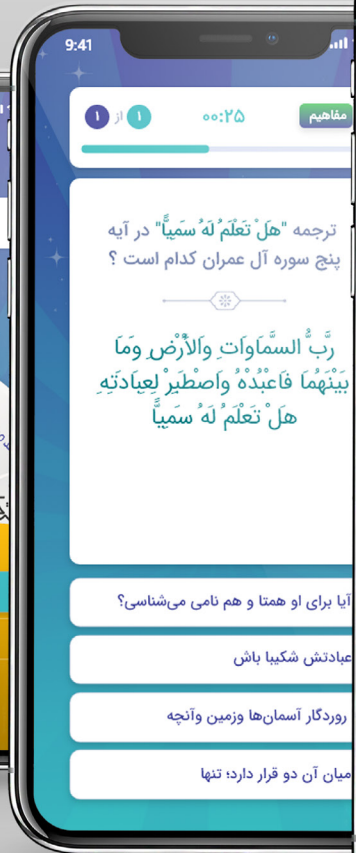 9:41
مفاهیم
۰۰:۲۵
۱ از ۱
ترجمه "هَلْ تَعْلَمُ لَهُ سَمِیًّا" در آیه
پنج سوره آل عمران کدام است ؟
رَّبُّ السَّمَاوَاتِ وَالْأَرْضِ وَمَا
بَيْنَهُمَا فَاعْبُدْهُ وَاصْطَبِرْ لِعِبَادَتِهِ
هَلْ تَعْلَمُ لَهُ سَمِيًّا
آیا برای او همتا و هم نامی می‌شناسی؟
عبادتش شکیبا باش
روردگار آسمان‌ها وزمین وآنچه
میان آن دو قرار دارد؛ تنها